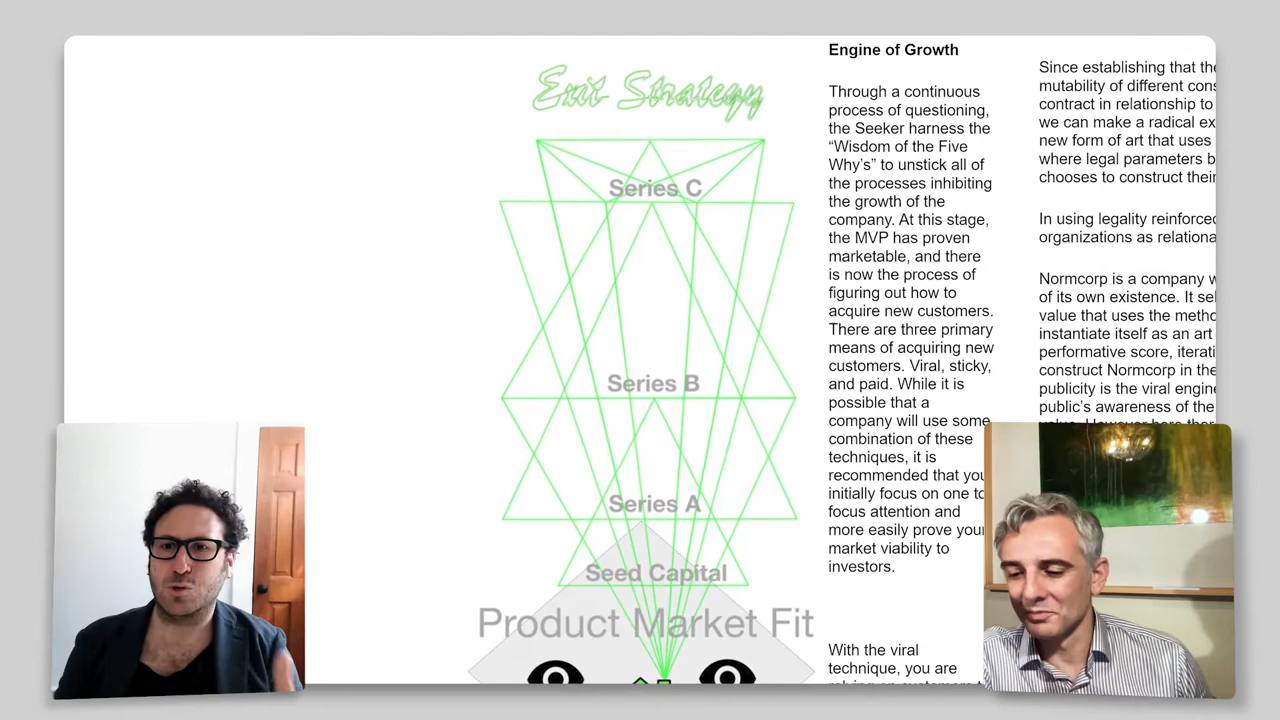 Exit Strategy
Series C
Series B
Series A
Seed Capital
Product Market Fit
Engine of Growth
Through a continuous
process of questioning,
the Seeker harness the
“Wisdom of the Five
Why’s” to unstick all of
the processes inhibiting
the growth of the
company. At this stage,
the MVP has proven
marketable, and there
is now the process of
figuring out how to
acquire new customers.
There are three primary
means of acquiring new
customers. Viral, sticky,
and paid. While it is
possible that a
company will use some
combination of these
techniques, it is
recommended that you
initially focus on one to
focus attention and
more easily prove your
market viability to
investors.
With the viral
technique, you are
Since establishing that the
mutability of different
contract in relationship to
we can make a radical
new form of art that uses
where legal parameters
chooses to construct
In using legality
organizations as
Normcorp is a company
of its own existence. It
value that uses the
instantiate itself as an art
performative score,
construct Normcorp in the
publicity is the viral engine
public’s awareness of the